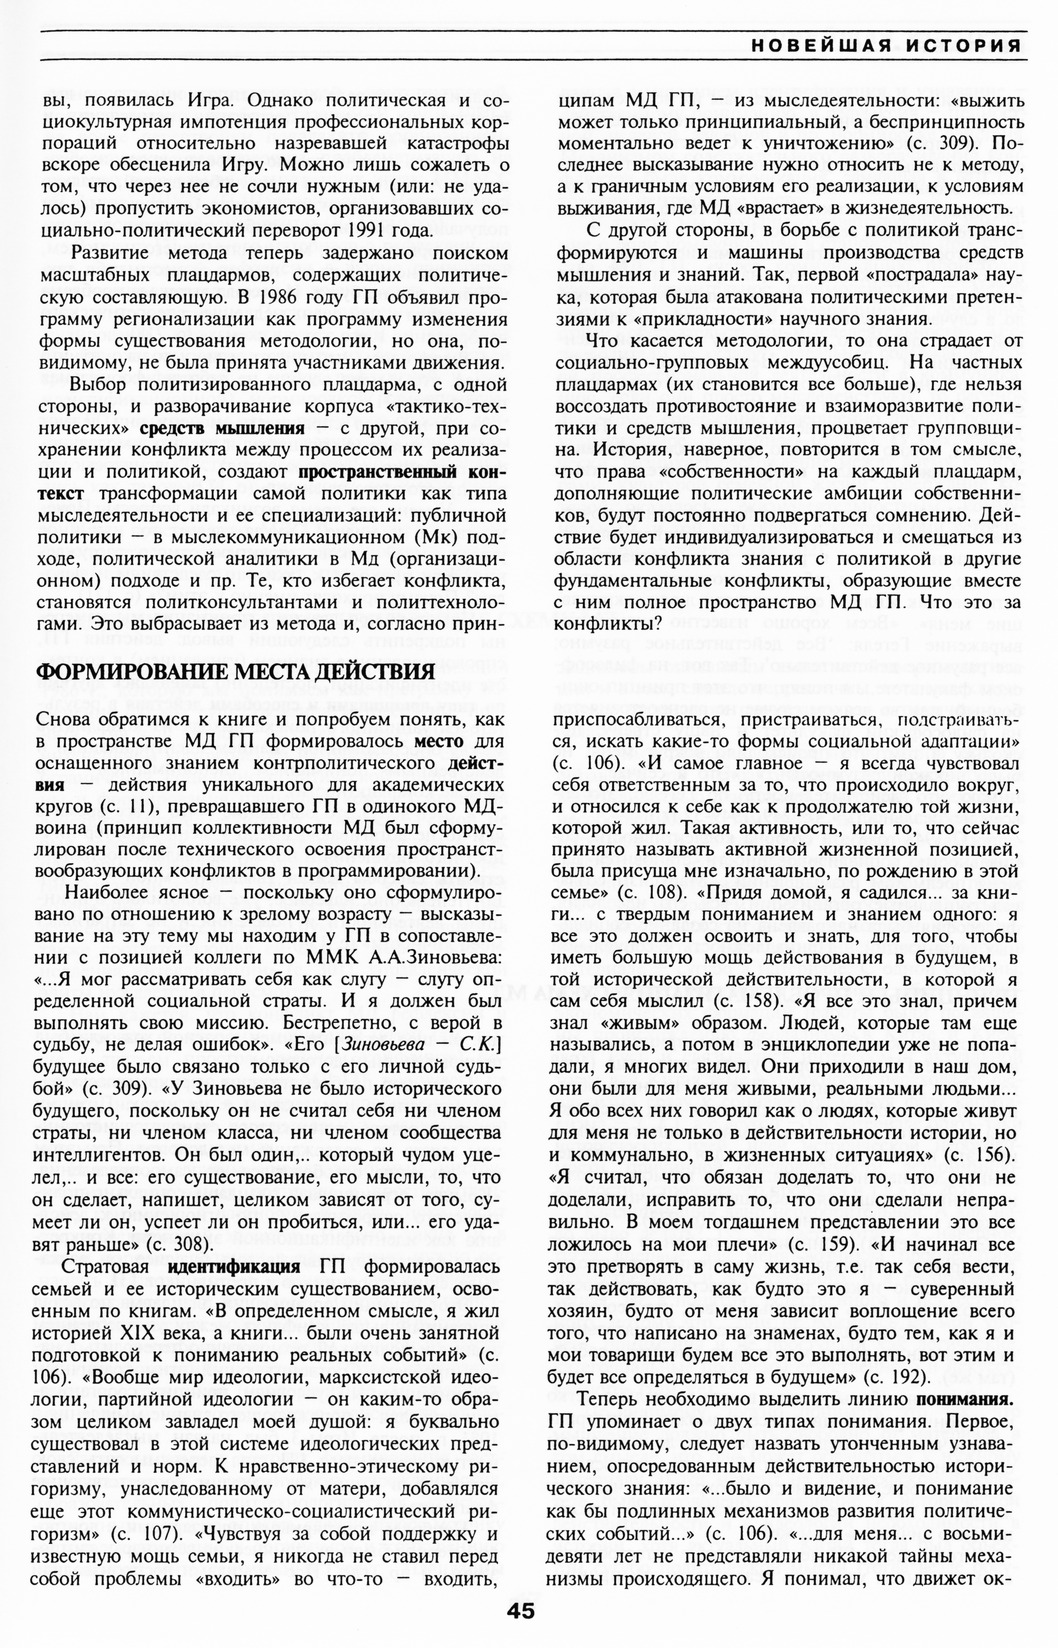 НОВЕЙШАЯ ИСТОРИЯ
вы, появилась Игра. Однако политическая и со-
циокультурная импотенция профессиональных кор-
пораций относительно назревавшей катастрофы
вскоре обесценила Игру. Можно лишь сожалеть о
том, что через нее не сочли нужным (или: не уда-
лось) пропустить экономистов, организовавших со-
циально-политический переворот 1991 года.
Развитие метода теперь задержано поиском
масштабных плацдармов, содержащих политиче-
скую составляющую. В 1986 году ГП объявил про-
грамму регионализации как программу изменения
формы существования методологии, но она, по-
видимому, не была принята участниками движения.
Выбор политизированного плацдарма, с одной
стороны, и разворачивание корпуса «тактико-тех-
нических» средств мышления — с другой, при со-
хранении конфликта между процессом их реализа-
ции и политикой, создают пространственный кон-
текст трансформации самой политики как типа
мыследеятельности и ее специализаций: публичной
политики — в мыслекоммуникационном (Мк) под-
ходе, политической аналитики в Мд (организаци-
онном) подходе и пр. Те, кто избегает конфликта,
становятся политконсультантами и политтехноло-
гами. Это выбрасывает из метода и, согласно прин-
ципам МД ГП, — из мыследеятельности: «выжить
может только принципиальный, а беспринципность
моментально ведет к уничтожению» (с. 309). По-
следнее высказывание нужно относить не к методу,
а к граничным условиям его реализации, к условиям
выживания, где МД «врастает» в жизнедеятельность.
С другой стороны, в борьбе с политикой транс-
формируются и машины производства средств
мышления и знаний. Так, первой «пострадала» нау-
ка, которая была атакована политическими претен-
зиями к «прикладности» научного знания.
Что касается методологии, то она страдает от
социально-групповых междуусобиц. На частных
плацдармах (их становится все больше), где нельзя
воссоздать противостояние и взаиморазвитие поли-
тики и средств мышления, процветает групповщи-
на. История, наверное, повторится в том смысле,
что права «собственности» на каждый плацдарм,
дополняющие политические амбиции собственни-
ков, будут постоянно подвергаться сомнению. Дей-
ствие будет индивидуализироваться и смещаться из
области конфликта знания с политикой в другие
фундаментальные конфликты, образующие вместе
с ним полное пространство МД ГП. Что это за
конфликты?
ФОРМИРОВАНИЕ МЕСТА ДЕЙСТВИЯ
Снова обратимся к книге и попробуем понять, как
в пространстве МД ГП формировалось место для
оснащенного знанием контрполитического дейст-
вия — действия уникального для академических
кругов (с. 11), превращавшего ГП в одинокого МД-
воина (принцип коллективности МД был сформу-
лирован после технического освоения пространст-
вообразующих конфликтов в программировании).
Наиболее ясное — поскольку оно сформулиро-
вано по отношению к зрелому возрасту — высказы-
вание на эту тему мы находим у ГП в сопоставле-
нии с позицией коллеги по ММК А.А.Зиновьева:
«...Я мог рассматривать себя как слугу — слугу оп-
ределенной социальной страты. И я должен был
выполнять свою миссию. Бестрепетно, с верой в
судьбу, не делая ошибок». «Его [Зиновьева — С.К.]
будущее было связано только с его личной судь-
бой» (с. 309). «У Зиновьева не было исторического
будущего, поскольку он не считал себя ни членом
страты, ни членом класса, ни членом сообщества
интеллигентов. Он был один,.. который чудом уце-
лел,.. и все: его существование, его мысли, то, что
он сделает, напишет, целиком зависят от того, су-
меет ли он, успеет ли он пробиться, или... его уда-
вят раньше» (с. 308).
Стратовая идентификация ГП формировалась
семьей и ее историческим существованием, осво-
енным по книгам. «В определенном смысле, я жил
историей XIX века, а книги... были очень занятной
подготовкой к пониманию реальных событий» (с.
106). «Вообще мир идеологии, марксистской идео-
логии, партийной идеологии — он каким-то обра-
зом целиком завладел моей душой: я буквально
существовал в этой системе идеологических пред-
ставлений и норм. К нравственно-этическому ри-
горизму, унаследованному от матери, добавлялся
еще этот коммунистическо-социалистический ри-
горизм» (с. 107). «Чувствуя за собой поддержку и
известную мощь семьи, я никогда не ставил перед
собой проблемы «входить» во что-то — входить,
приспосабливаться, пристраиваться, подстраивать-
ся, искать какие-то формы социальной адаптации»
(с. 106). «И самое главное — я всегда чувствовал
себя ответственным за то, что происходило вокруг,
и относился к себе как к продолжателю той жизни,
которой жил. Такая активность, или то, что сейчас
принято называть активной жизненной позицией,
была присуща мне изначально, по рождению в этой
семье» (с. 108). «Придя домой, я садился... за кни-
ги... с твердым пониманием и знанием одного: я
все это должен освоить и знать, для того, чтобы
иметь большую мощь действования в будущем, в
той исторической действительности, в которой я
сам себя мыслил (с. 158). «Я все это знал, причем
знал «живым» образом. Людей, которые там еще
назывались, а потом в энциклопедии уже не попа-
дали, я многих видел. Они приходили в наш дом,
они были для меня живыми, реальными людьми...
Я обо всех них говорил как о людях, которые живут
для меня не только в действительности истории, но
и коммунально, в жизненных ситуациях» (с. 156).
«Я считал, что обязан доделать то, что они не
доделали, исправить то, что они сделали непра-
вильно. В моем тогдашнем представлении это все
ложилось на мои плечи» (с. 159). «И начинал все
это претворять в саму жизнь, т.е. так себя вести,
так действовать, как будто это я — суверенный
хозяин, будто от меня зависит воплощение всего
того, что написано на знаменах, будто тем, как я и
мои товарищи будем все это выполнять, вот этим и
будет все определяться в будущем» (с. 192).
Теперь необходимо выделить линию понимания.
ГП упоминает о двух типах понимания. Первое,
по-видимому, следует назвать утонченным узнава-
нием, опосредованным действительностью истори-
ческого знания: «...было и видение, и понимание
как бы подлинных механизмов развития политиче-
ских событий...» (с. 106). «...для меня... с восьми-
девяти лет не представляли никакой тайны меха-
низмы происходящего. Я понимал, что движет ок-
45